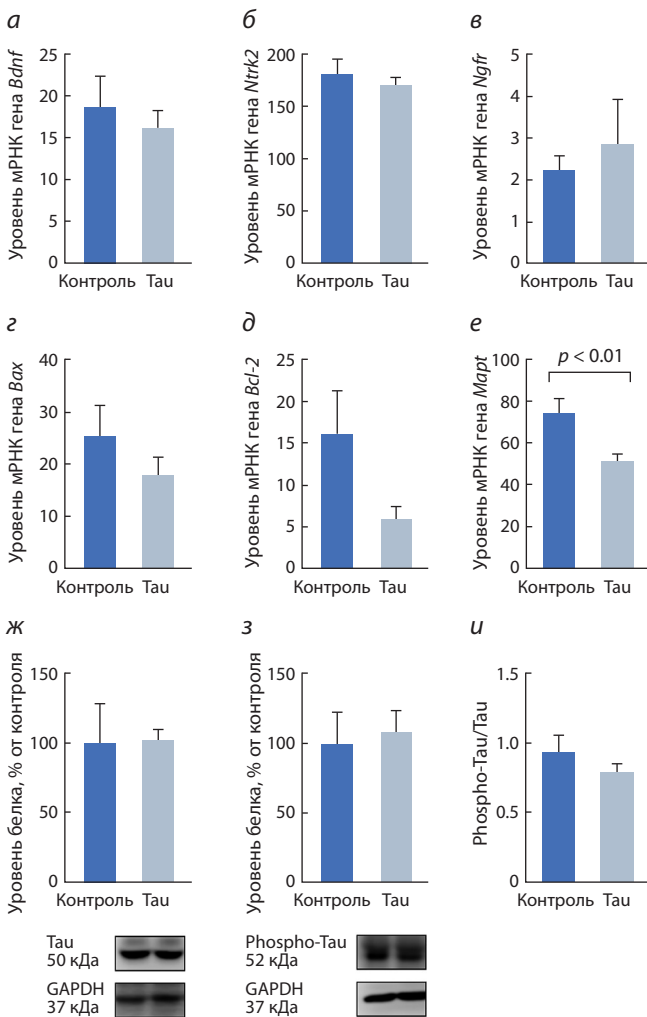 а
Уровень мРНК гена Bdnf
25
20
15
10
5
0
Контроль Tau
б
Уровень мРНК гена Ntrk2
200
150
100
50
0
Контроль Tau
в
Уровень мРНК гена Ngfr
5
4
3
2
1
0
Контроль Tau
г
Уровень мРНК гена Bax
40
30
20
10
0
Контроль Tau
д
Уровень мРНК гена Bcl-2
25
20
15
10
5
0
Контроль Tau
е
Уровень мРНК гена Mapt
100
80
60
40
20
0
p < 0.01
Контроль Tau
ж
Уровень белка, % от контроля
150
100
50
0
Контроль Tau
Tau
50 кДа
GAPDH
37 кДа
з
Уровень белка, % от контроля
150
100
50
0
Контроль Tau
Phospho-Tau
52 кДа
GAPDH
37 кДа
и
Phospho-Tau/Tau
1.5
1.0
0.5
0
Контроль Tau